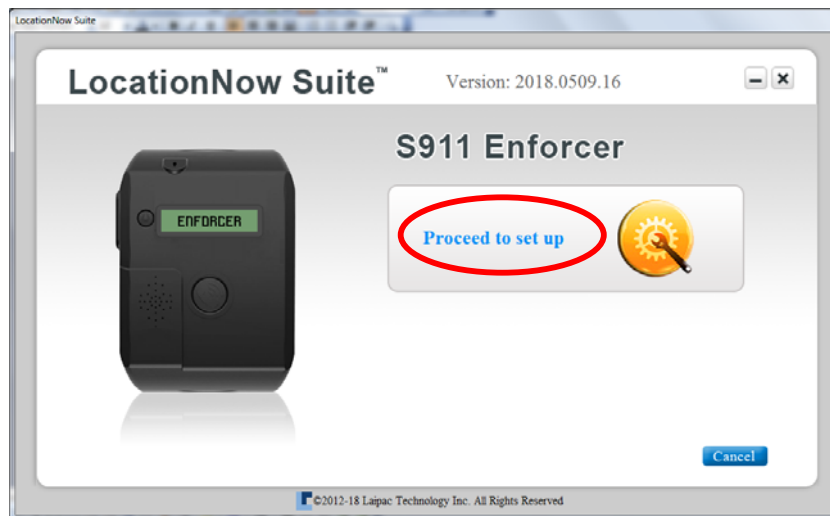 LocationNow Suite
LocationNow Suite™ Version: 2018.0509.16
S911 Enforcer
ENFORCER
Proceed to set up
Cancel
©2012-18 Laipac Technology Inc. All Rights Reserved